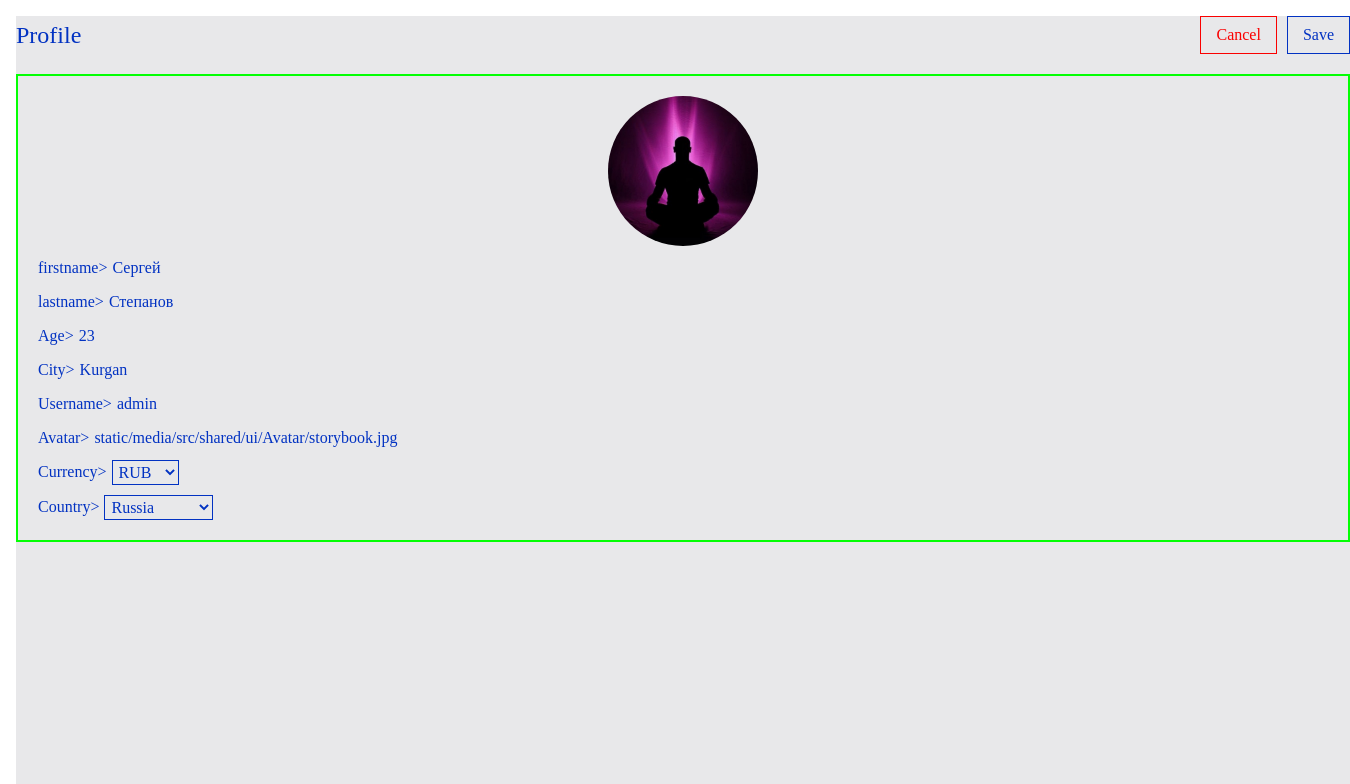 Profile
Cancel
Save
firstname> Сергей
lastname> Степанов
Age> 23
City> Kurgan
Username> admin
Avatar> static/media/src/shared/ui/Avatar/storybook.jpg
Currency> RUB
Country> Russia